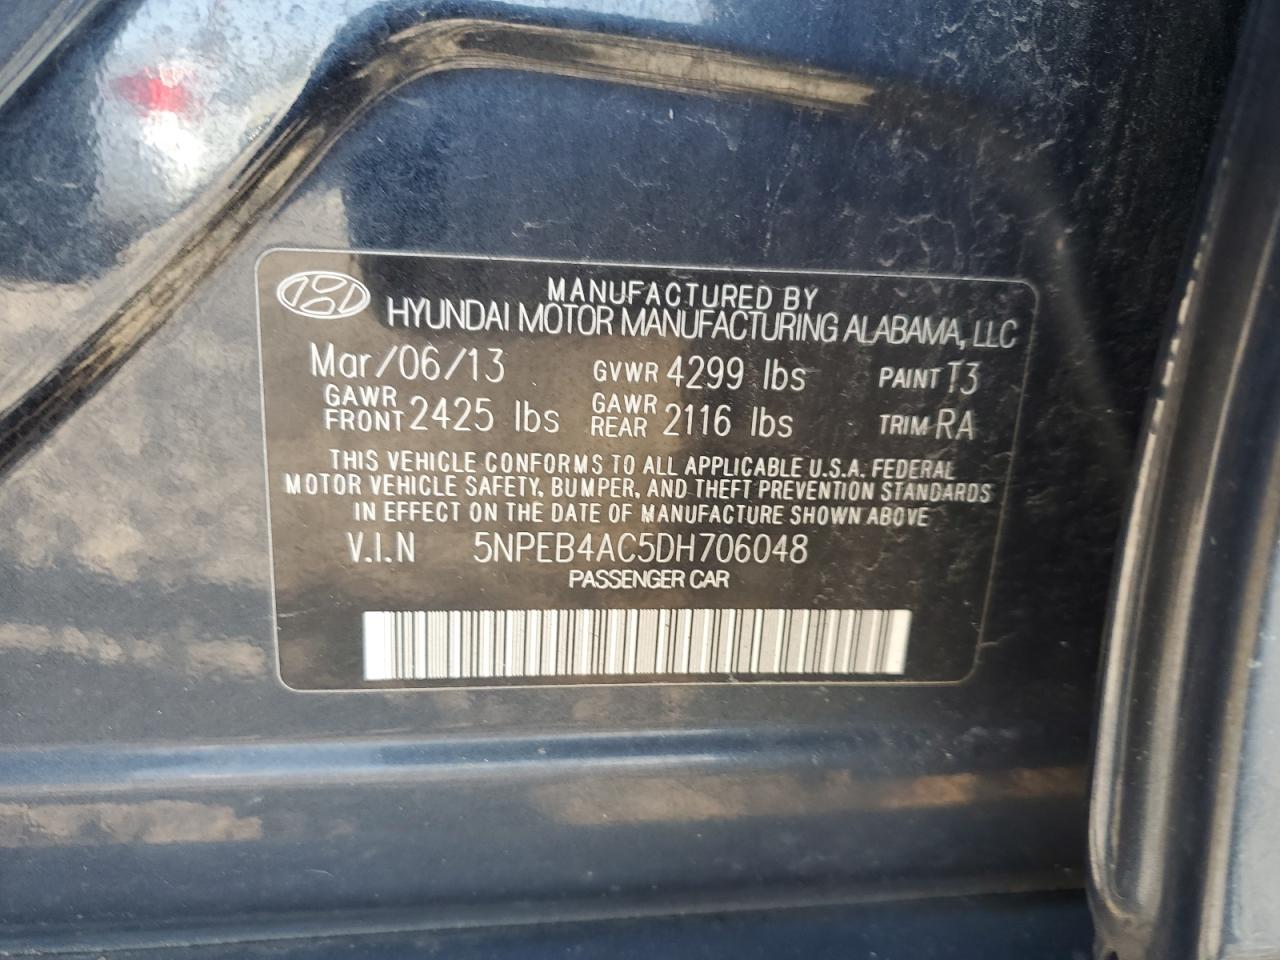 MANUFACTURED BY
HYUNDAI MOTOR MANUFACTURING ALABAMA, LLC
Mar/06/13 GVWR 4299 lbs PAINT T3
GAWR FRONT 2425 lbs GAWR REAR 2116 lbs TRIM RA
THIS VEHICLE CONFORMS TO ALL APPLICABLE U.S.A. FEDERAL
MOTOR VEHICLE SAFETY, BUMPER, AND THEFT PREVENTION STANDARDS
IN EFFECT ON THE DATE OF MANUFACTURE SHOWN ABOVE
V.I.N 5NPEB4AC5DH706048
PASSENGER CAR